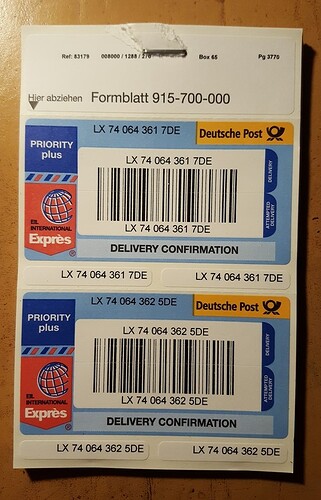 Ref: 83179 008000 / 1288 / 270 Box 65 Pg 3770
Hier abziehen Formblatt 915-700-000
LX 74 064 361 7DE
Deutsche Post
PRIORITY
plus
LX 74 064 361 7DE
DELIVERY
ATTEMPTED
DELIVERY
EIL
INTERNATIONAL
Exprès
®
LX 74 064 361 7DE
DELIVERY CONFIRMATION
LX 74 064 361 7DE LX 74 064 361 7DE
LX 74 064 362 5DE
Deutsche Post
PRIORITY
plus
LX 74 064 362 5DE
DELIVERY
ATTEMPTED
DELIVERY
EIL
INTERNATIONAL
Exprès
®
LX 74 064 362 5DE
DELIVERY CONFIRMATION
LX 74 064 362 5DE LX 74 064 362 5DE